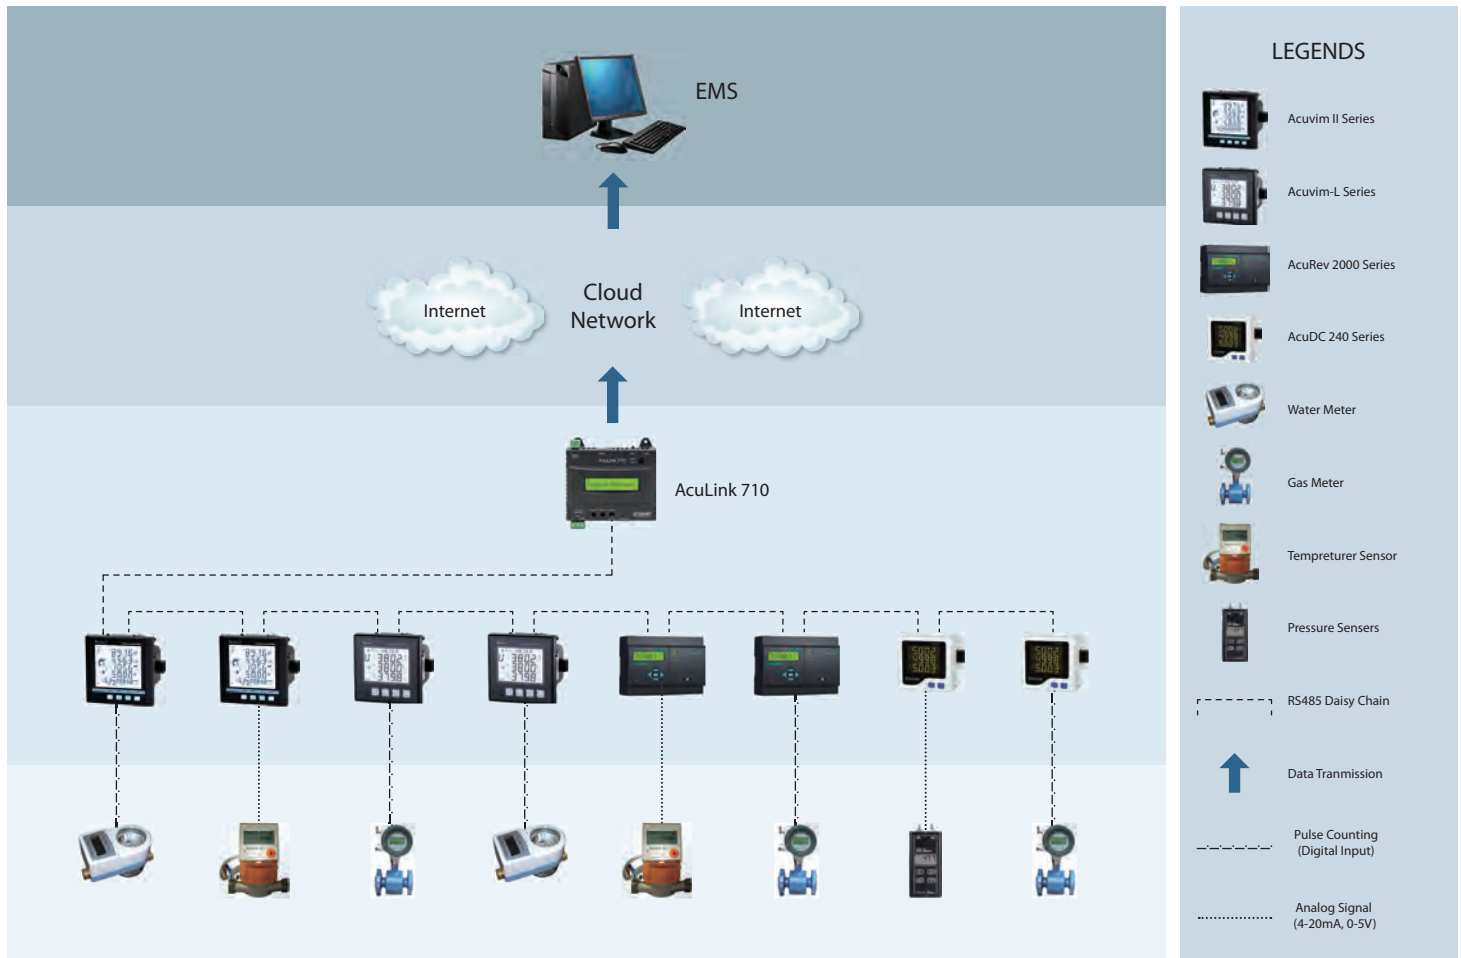 EMS
Internet
Cloud
Network
Internet
AcuLink 710
LEGENDS
Acuvim II Series
Acuvim-L Series
AcuRev 2000 Series
AcuDC 240 Series
Water Meter
Gas Meter
Tempreturer Sensor
Pressure Sensers
RS485 Daisy Chain
Data Tranmission
Pulse Counting
(Digital Input)
Analog Signal
(4-20mA, 0-5V)